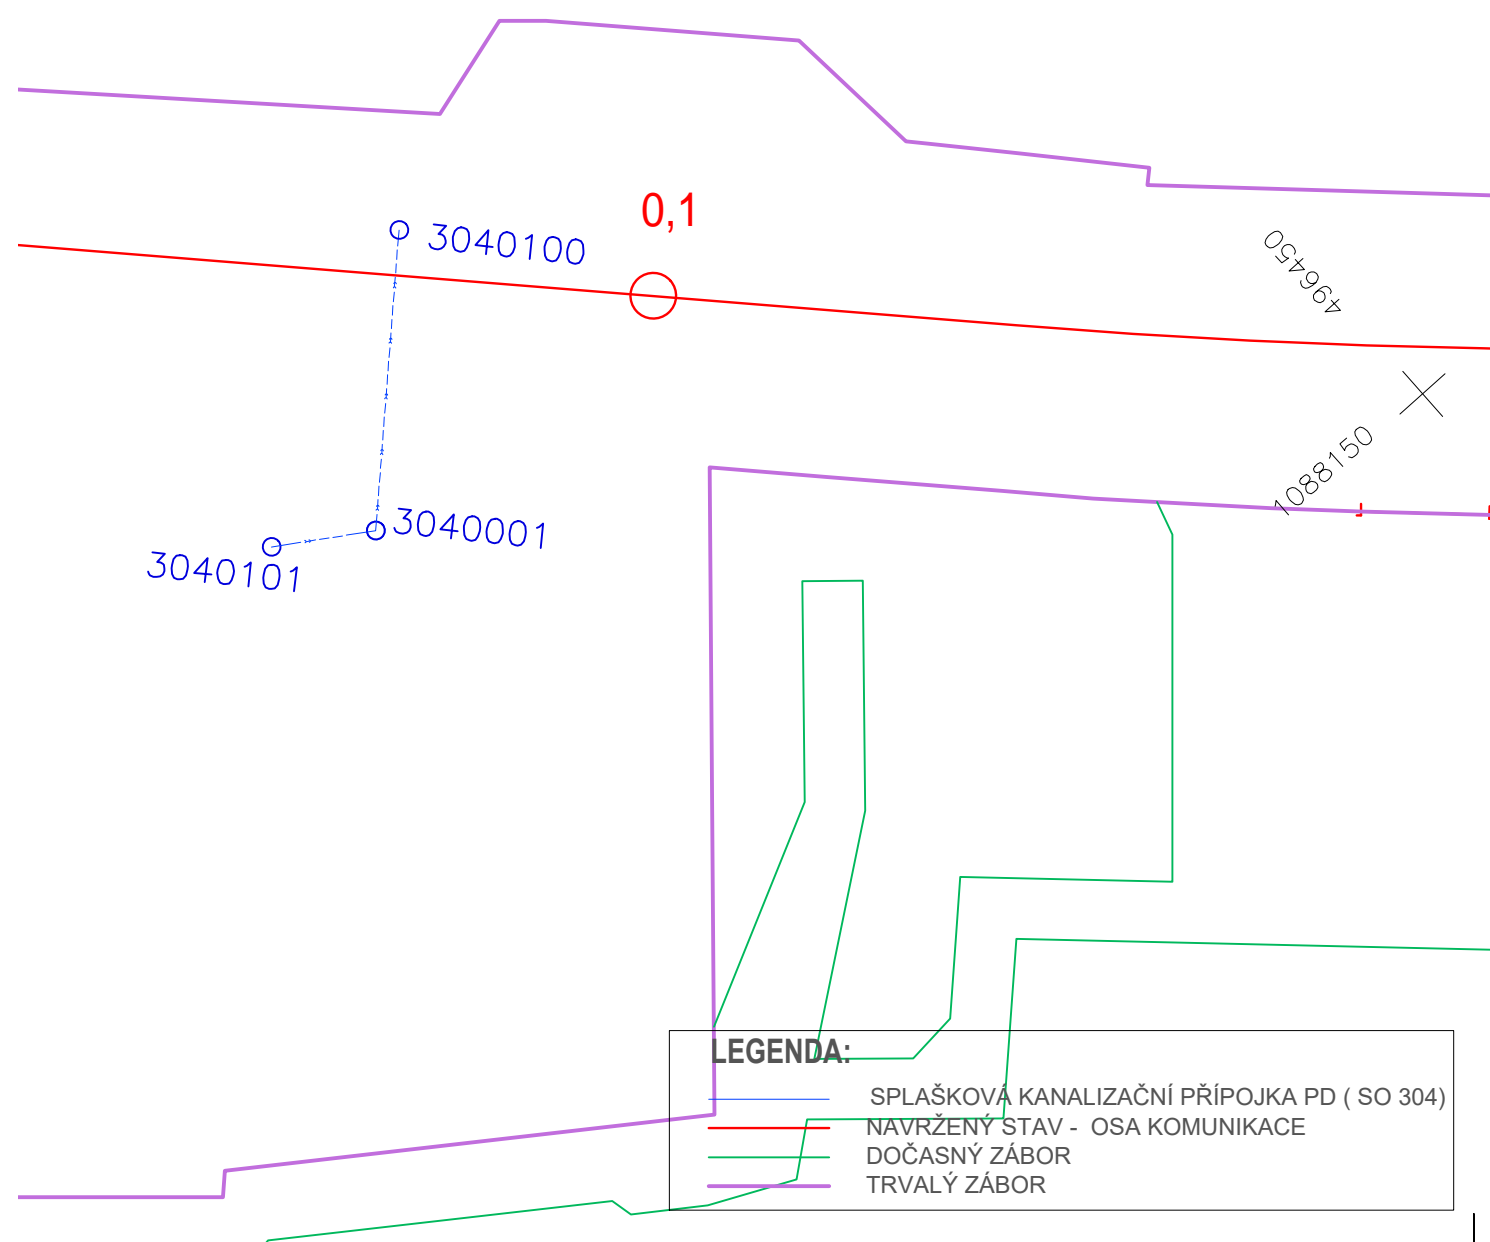 0,1
3040100
496450
1088150
3040001
3040101
LEGENDA:
SPLAŠKOVÁ KANALIZAČNÍ PŘÍPOJKA PD ( SO 304)
NAVRŽENÝ STAV - OSA KOMUNIKACE
DOČASNÝ ZÁBOR
TRVALÝ ZÁBOR